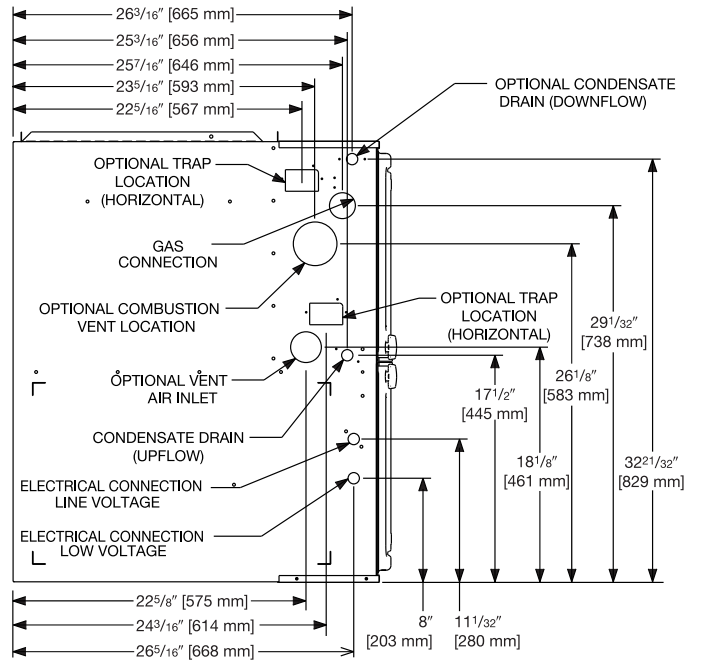 26 3/16" [665 mm]
25 3/16" [656 mm]
25 7/16" [646 mm]
23 5/16" [593 mm]
22 5/16" [567 mm]
OPTIONAL CONDENSATE
DRAIN (DOWNFLOW)
OPTIONAL TRAP
LOCATION
(HORIZONTAL)
GAS
CONNECTION
OPTIONAL COMBUSTION
VENT LOCATION
OPTIONAL TRAP
LOCATION
(HORIZONTAL)
29 1/32"
[738 mm]
26 1/8"
[583 mm]
OPTIONAL VENT
AIR INLET
17 1/2"
[445 mm]
CONDENSATE DRAIN
(UPFLOW)
18 1/8"
[461 mm]
32 21/32"
[829 mm]
ELECTRICAL CONNECTION
LINE VOLTAGE
ELECTRICAL CONNECTION
LOW VOLTAGE
22 5/8" [575 mm]
24 3/16" [614 mm]
26 5/16" [668 mm]
8"
[203 mm]
11 1/32"
[280 mm]